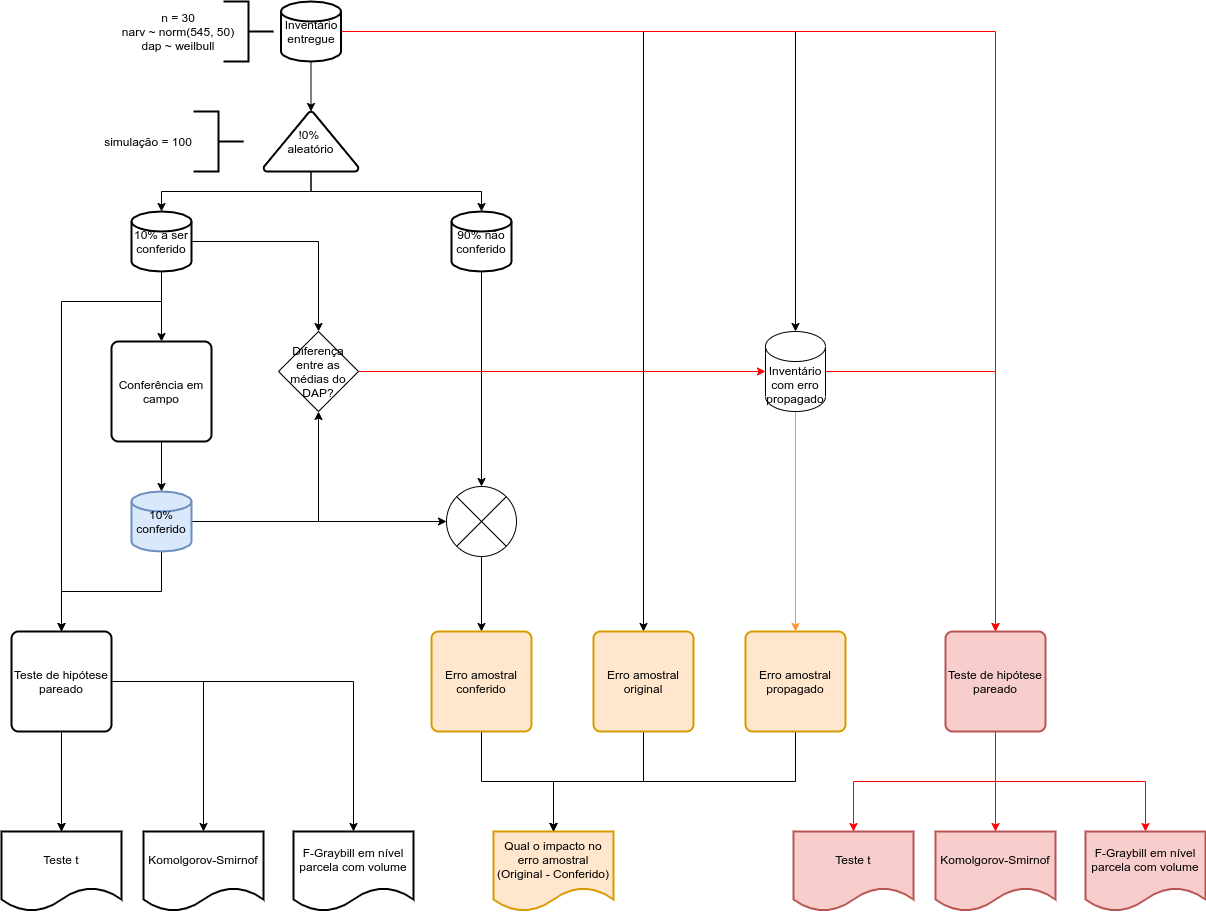 n = 30
narv ~ norm(545, 50)
dap ~ weilbull
Inventário
entregue
simulação = 100
!0%
aleatório
10% a ser
conferido
90% não
conferido
Conferência em
campo
Diferença
entre as
médias do
DAP?
Inventário
com erro
propagado
10%
conferido
Teste de hipótese
pareado
Erro amostral
conferido
Erro amostral
original
Erro amostral
propagado
Teste de hipótese
pareado
Teste t
Komolgorov-Smirnof
F-Graybill em nível
parcela com volume
Qual o impacto no
erro amostral
(Original - Conferido)
Teste t
Komolgorov-Smirnof
F-Graybill em nível
parcela com volume